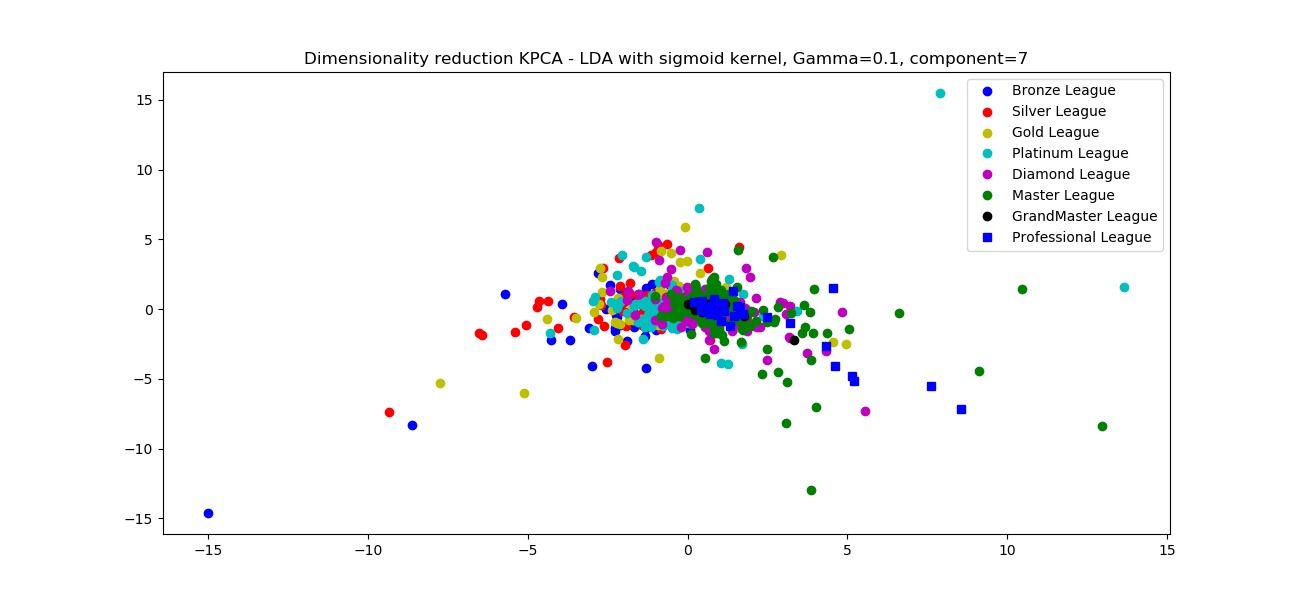 Dimensionality reduction KPCA - LDA with sigmoid kernel, Gamma=0.1, component=7
15
10
5
0
−5
−10
−15
Bronze League
Silver League
Gold League
Platinum League
Diamond League
Master League
GrandMaster League
Professional League
−15
−10
−5
0
5
10
15